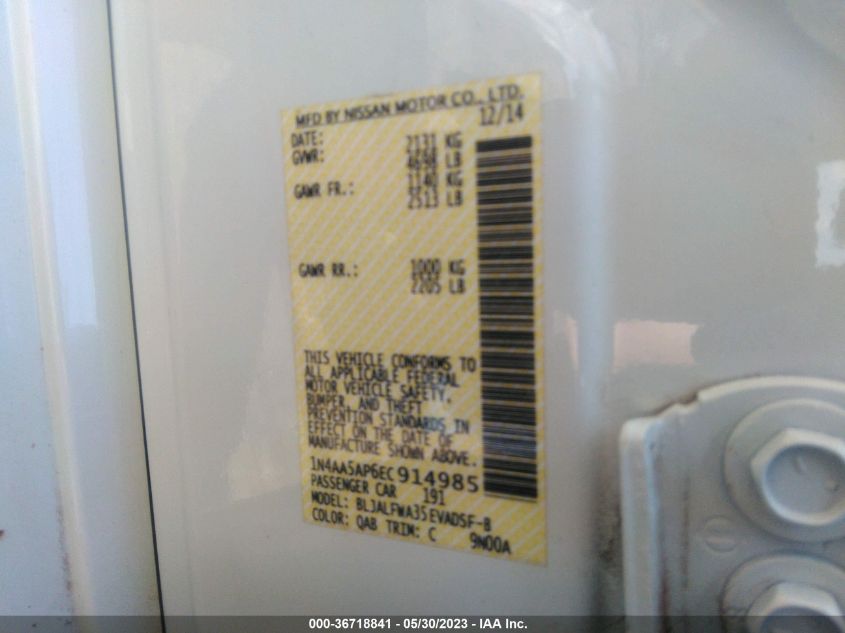 MFD BY NISSAN MOTOR CO., LTD.
DATE: 12/14
GVWR: 2131 KG
4698 LB
GAWR FR.: 1140 KG
2513 LB
GAWR RR.: 1000 KG
2205 LB
THIS VEHICLE CONFORMS TO
ALL APPLICABLE FEDERAL
MOTOR VEHICLE SAFETY,
BUMPER, AND THEFT
PREVENTION STANDARDS IN
EFFECT ON THE DATE OF
MANUFACTURE SHOWN ABOVE.
1N4AA5AP6EC914985
PASSENGER CAR 191
MODEL: BLJALFWA35EVADSF-B
COLOR: QAB TRIM: C 9N00A
000-36718841 - 05/30/2023 - IAA Inc.